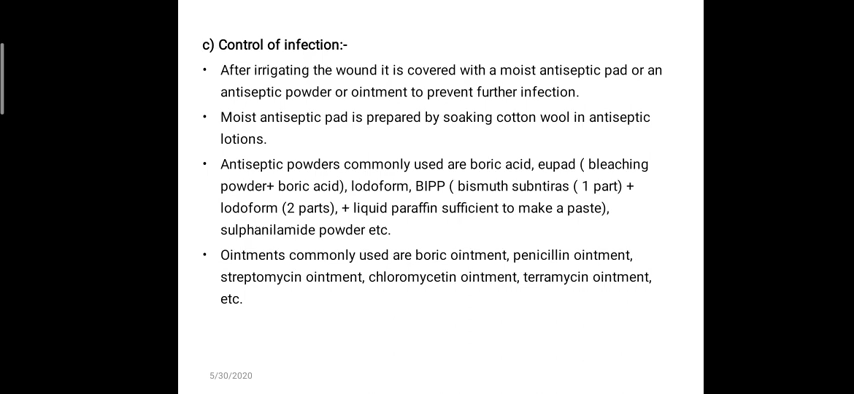 c) Control of infection:-
• After irrigating the wound it is covered with a moist antiseptic pad or an
antiseptic powder or ointment to prevent further infection.
• Moist antiseptic pad is prepared by soaking cotton wool in antiseptic
lotions.
• Antiseptic powders commonly used are boric acid, eupad ( bleaching
powder+ boric acid), Iodoform, BIPP ( bismuth subntiras ( 1 part) +
Iodoform (2 parts), + liquid paraffin sufficient to make a paste),
sulphanilamide powder etc.
• Ointments commonly used are boric ointment, penicillin ointment,
streptomycin ointment, chloromycetin ointment, terramycin ointment,
etc.
5/30/2020